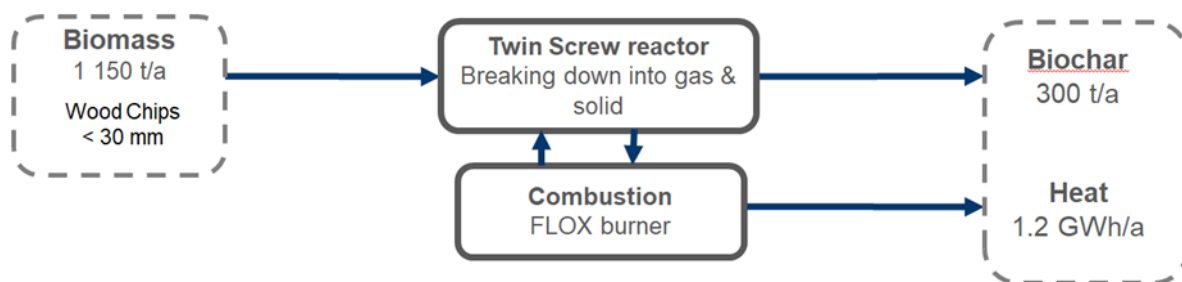 Biomass
1 150 t/a
Wood Chips
< 30 mm
Twin Screw reactor
Breaking down into gas &
solid
Combustion
FLOX burner
Biochar
300 t/a
Heat
1.2 GWh/a